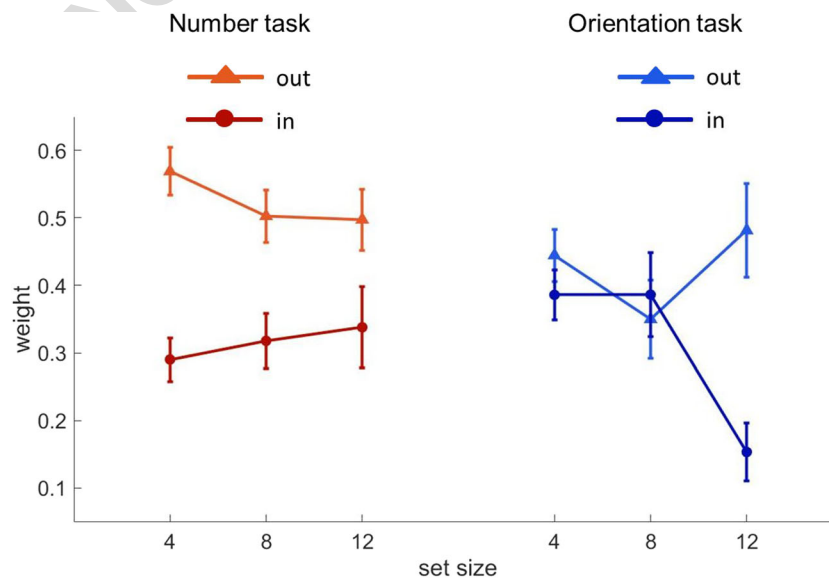 Number task
Orientation task
out
in
out
in
0.6
0.5
0.4
0.3
0.2
0.1
weight
4 8 12 4 8 12
set size